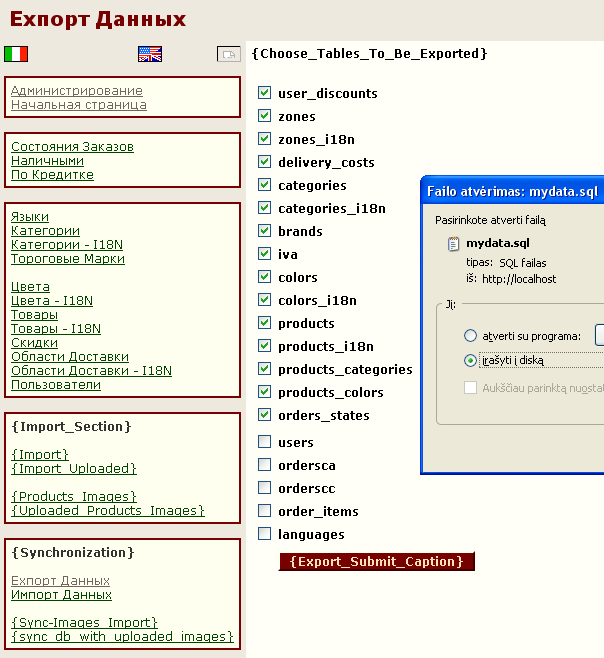 Eхпорт Данных
{Choose_Tables_To_Be_Exported}
Администрирование
Начальная страница
Состояния Заказов
Наличными
По Кредитке
Языки
Категории
Категории - I18N
Тороговые Марки
Цвета
Цвета - I18N
Товары
Товары - I18N
Скидки
Области Доставки
Области Доставки - I18N
Пользователи
{Import_Section}
{Import}
{Import_Uploaded}
{Products_Images}
{Uploaded_Products_Images}
{Synchronization}
Eхпорт Данных
Импорт Данных
{Sync-Images_Import}
{sync_db_with_uploaded_images}
user_discounts
zones
zones_i18n
delivery_costs
categories
categories_i18n
brands
iva
colors
colors_i18n
products
products_i18n
products_categories
products_colors
orders_states
users
ordersca
orderscc
order_items
languages
{Export_Submit_Caption}
Failo atvėrimas: mydata.sql
Pasirinkote atverti failą
mydata.sql
tipas: SQL failas
iš: http://localhost
Jį:
atverti su programa:
įrašyti į diską
Aukščiau parinktą nuostat